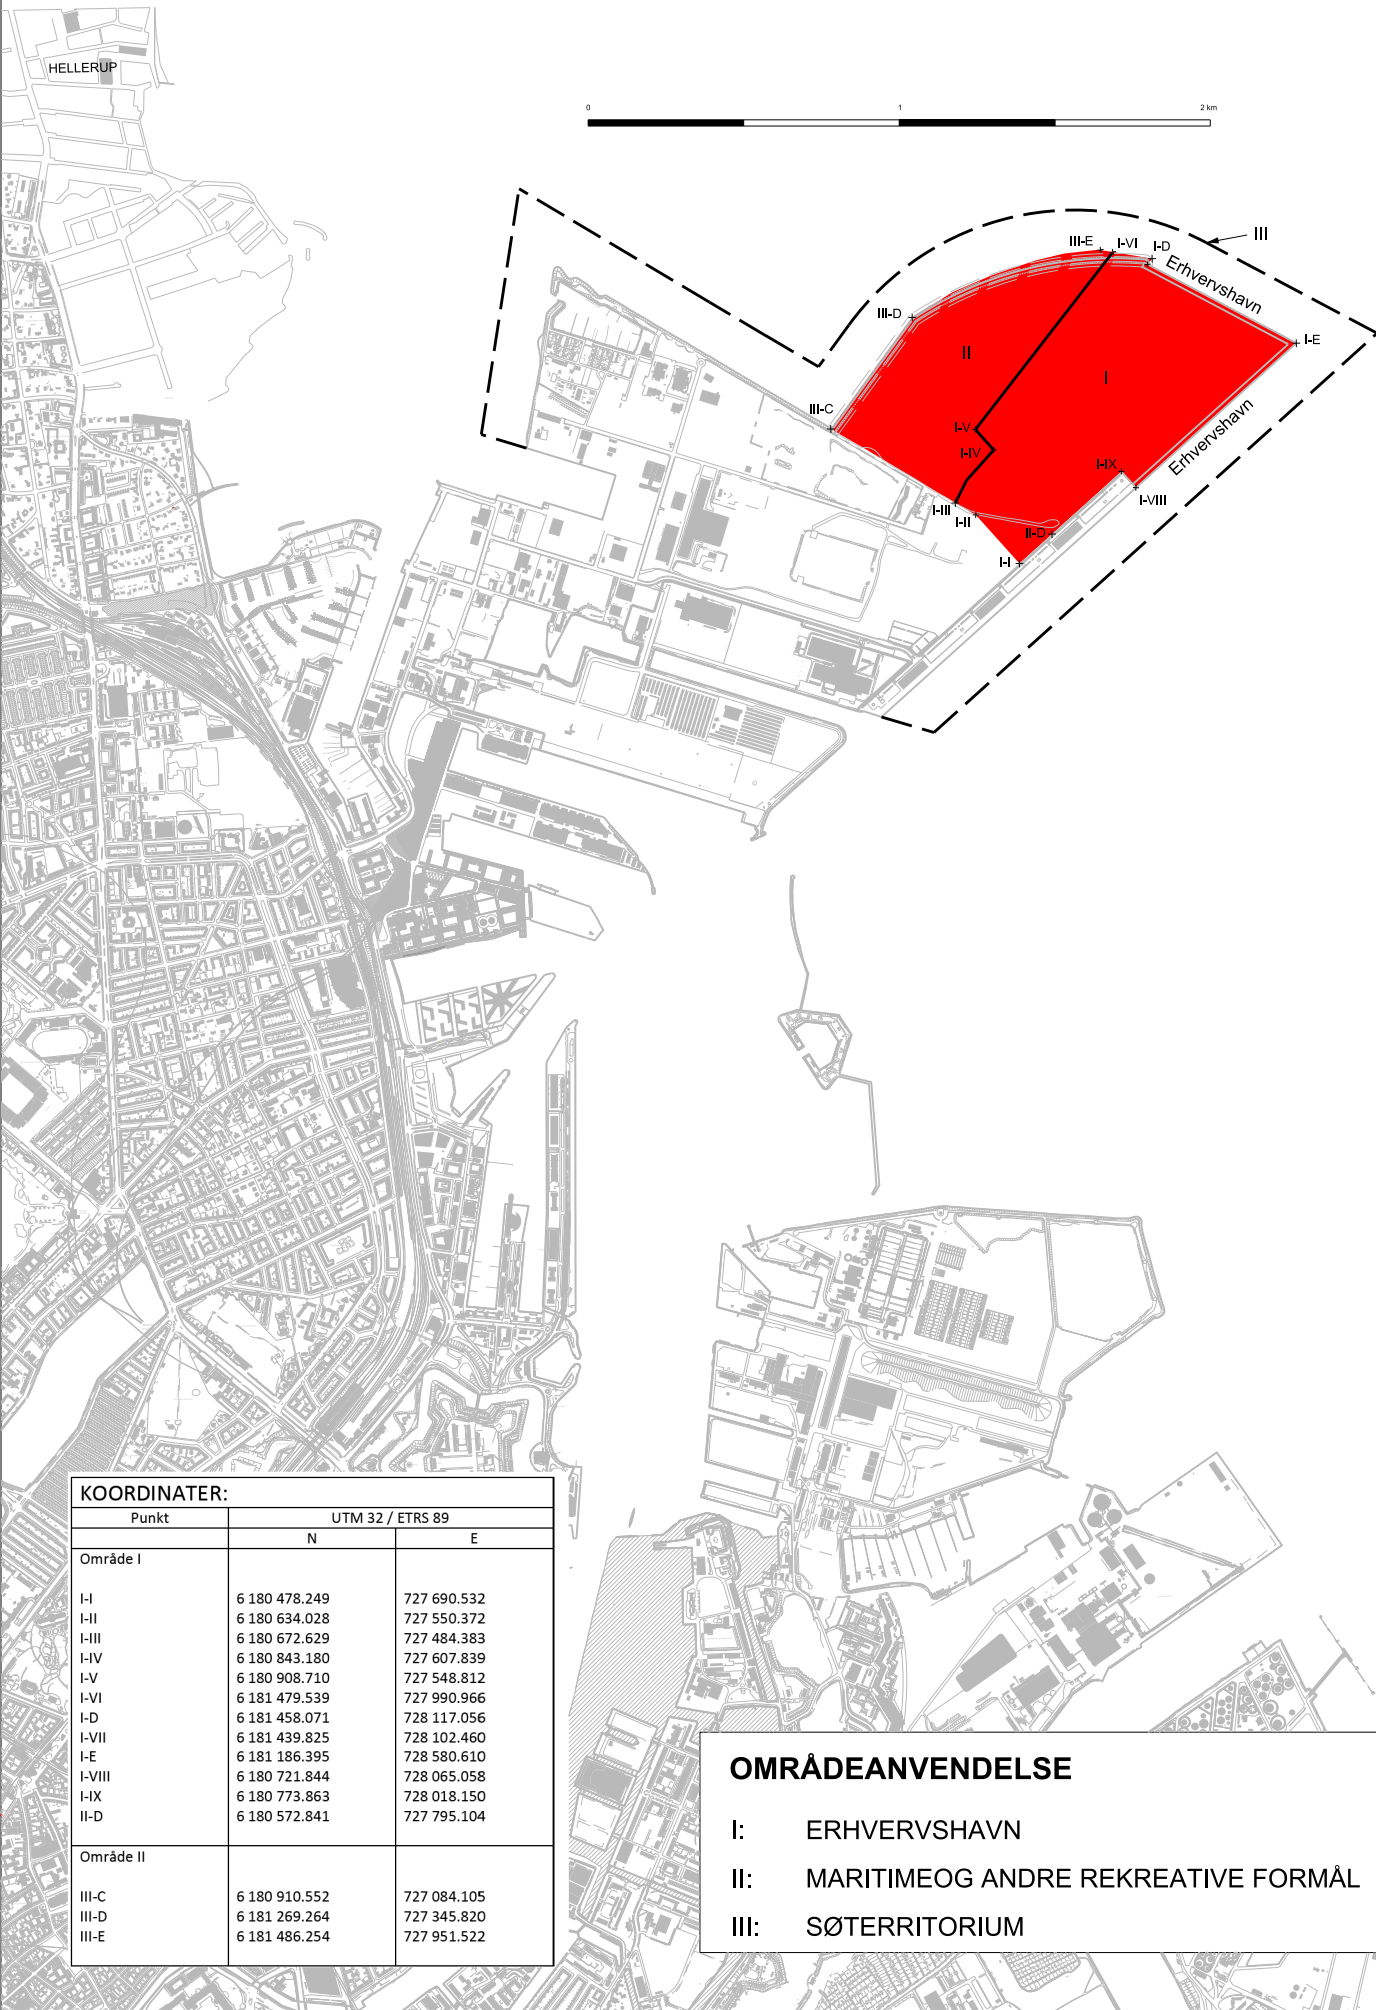 HELLERUP
0 1 2 km
III
III-E I-VI I-D
Erhvervshavn
III-D
I-E
II
I
III-C
I-V
Erhvervshavn
I-IV
I-IX
I-VIII
I-III
I-II
II-D
I-I
KOORDINATER:
Punkt UTM 32 / ETRS 89
N E
Område I
I-I 6 180 478.249 727 690.532
I-II 6 180 634.028 727 550.372
I-III 6 180 672.629 727 484.383
I-IV 6 180 843.180 727 607.839
I-V 6 180 908.710 727 548.812
I-VI 6 181 479.539 727 990.966
I-D 6 181 458.071 728 117.056
I-VII 6 181 439.825 728 102.460
I-E 6 181 186.395 728 580.610
I-VIII 6 180 721.844 728 065.058
I-IX 6 180 773.863 728 018.150
II-D 6 180 572.841 727 795.104
Område II
III-C 6 180 910.552 727 084.105
III-D 6 181 269.264 727 345.820
III-E 6 181 486.254 727 951.522
OMRÅDEANVENDELSE
I: ERHVERVSHAVN
II: MARITIMEOG ANDRE REKREATIVE FORMÅL
III: SØTERRITORIUM